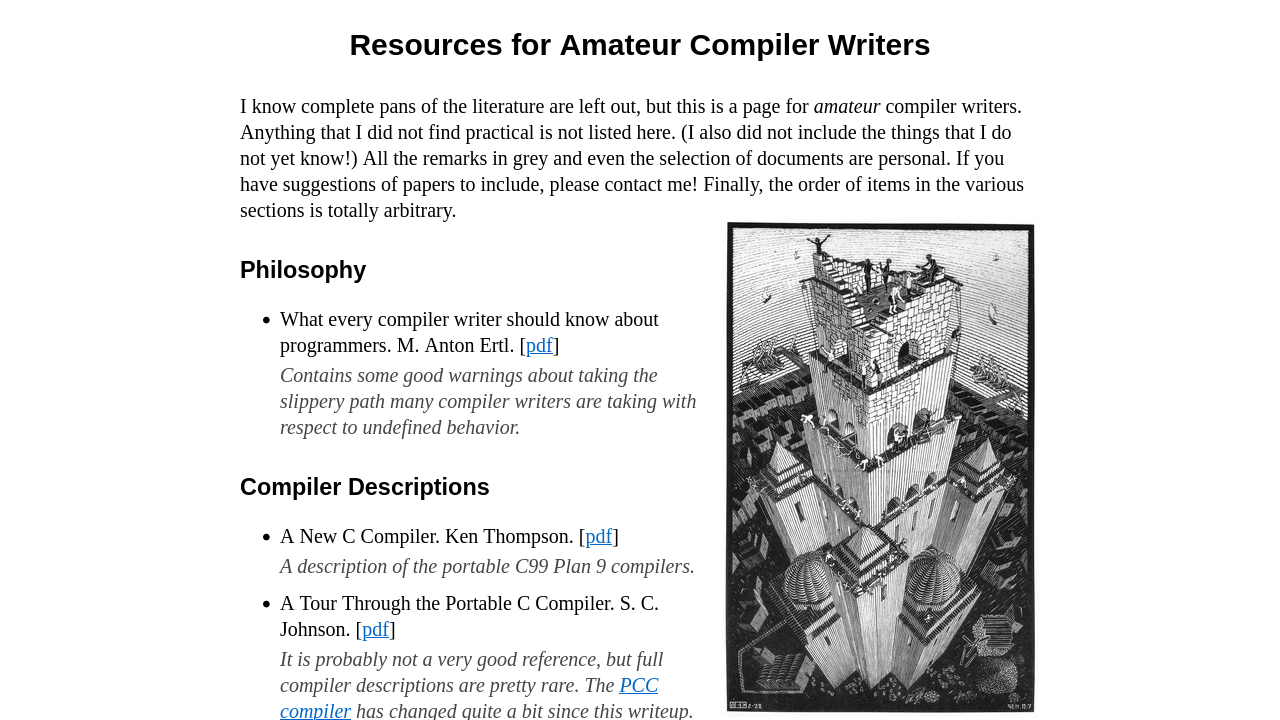 Resources for Amateur Compiler Writers
I know complete pans of the literature are left out, but this is a page for amateur compiler writers.
Anything that I did not find practical is not listed here. (I also did not include the things that I do
not yet know!) All the remarks in grey and even the selection of documents are personal. If you
have suggestions of papers to include, please contact me! Finally, the order of items in the various
sections is totally arbitrary.
Philosophy
• What every compiler writer should know about
programmers. M. Anton Ertl. [pdf]
Contains some good warnings about taking the
slippery path many compiler writers are taking with
respect to undefined behavior.
Compiler Descriptions
• A New C Compiler. Ken Thompson. [pdf]
A description of the portable C99 Plan 9 compilers.
• A Tour Through the Portable C Compiler. S. C.
Johnson. [pdf]
It is probably not a very good reference, but full
compiler descriptions are pretty rare. The PCC
compiler has changed quite a bit since this writeup.